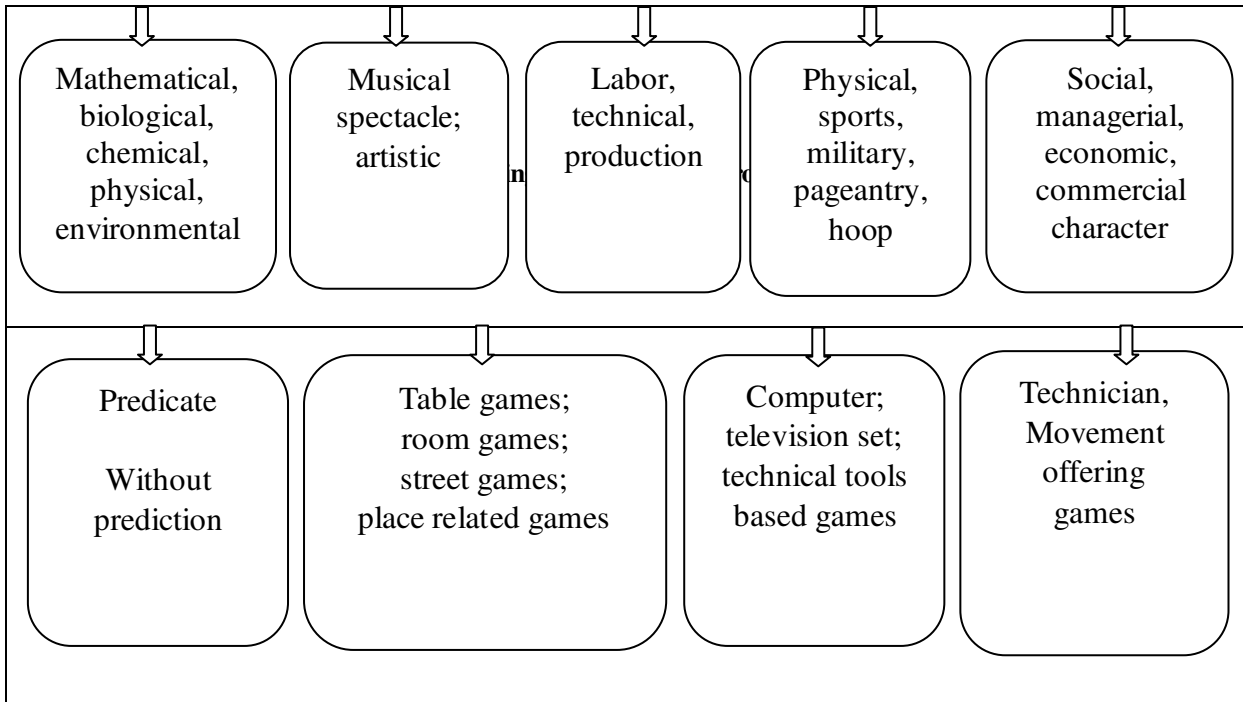 Mathematical,
biological,
chemical,
physical,
environmental
Musical
spectacle;
artistic
Labor,
technical,
production
Physical,
sports,
military,
pageantry,
hoop
Social,
managerial,
economic,
commercial
character
Predicate
Without
prediction
Table games;
room games;
street games;
place related games
Computer;
television set;
technical tools
based games
Technician,
Movement
offering
games